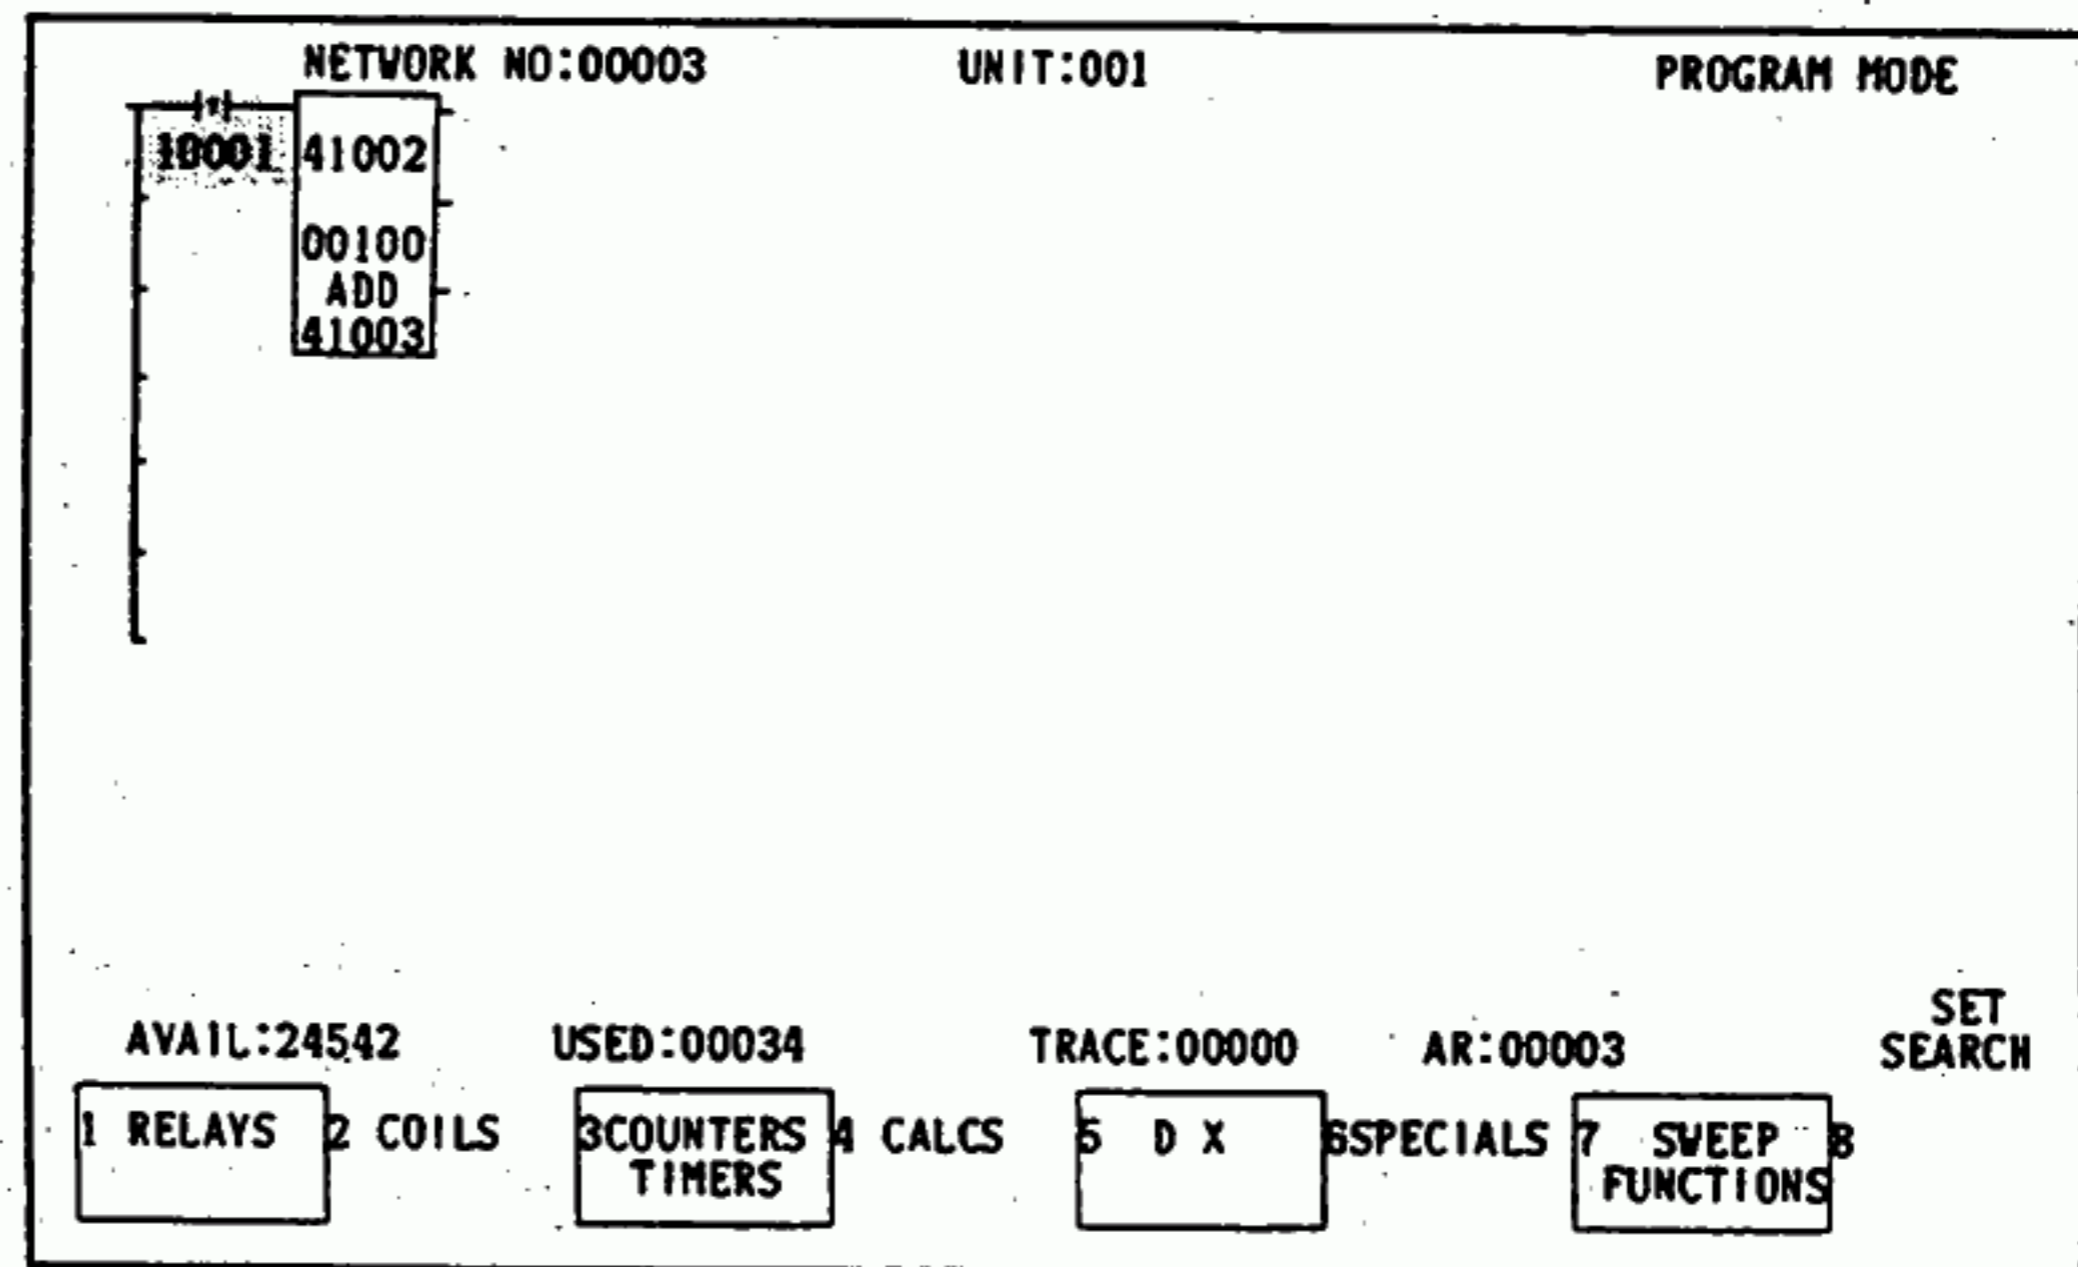 NETWORK NO:00003 UNIT:001 PROGRAM MODE
10001 41002
00100
ADD
41003
SET
AVAIL:24542 USED:00034 TRACE:00000 AR:00003 SEARCH
1 RELAYS 2 COILS 3COUNTERS 4 CALCS 5 D X 6SPECIALS 7 SWEEP 8
TIMERS FUNCTIONS